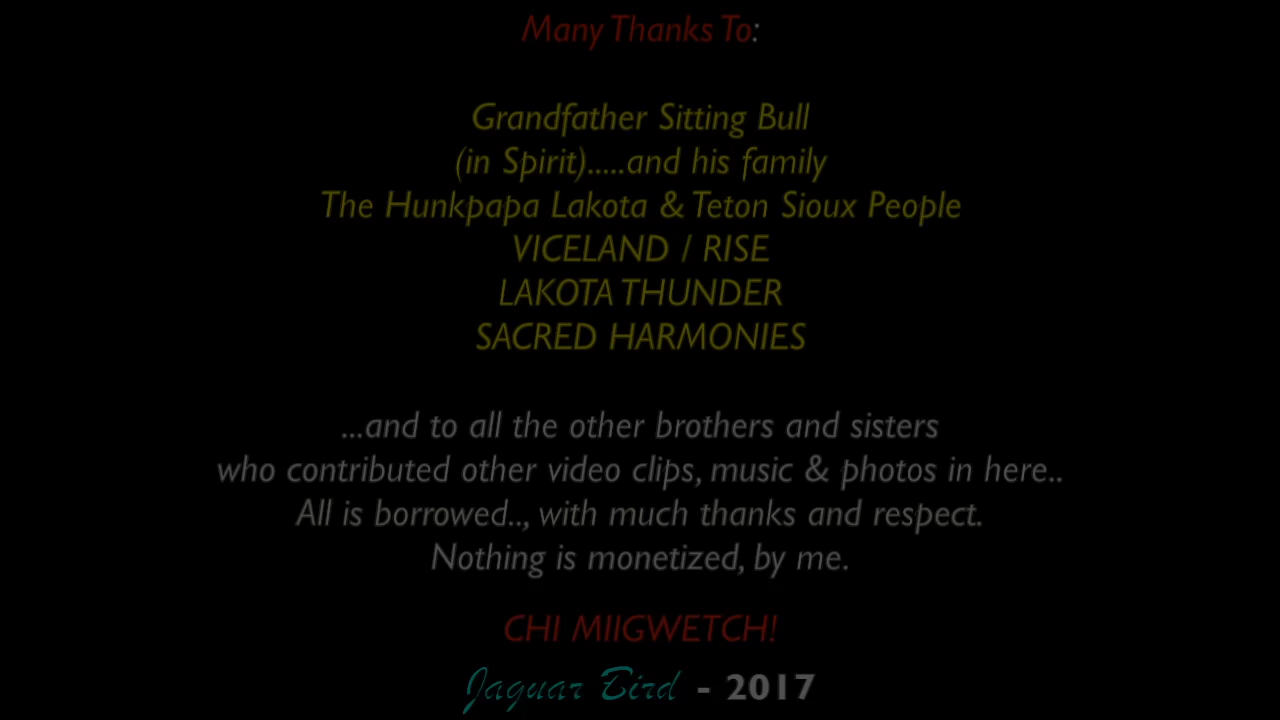 Many Thanks To:
Grandfather Sitting Bull
(in Spirit).....and his family
The Hunkpapa Lakota & Teton Sioux People
VICELAND / RISE
LAKOTA THUNDER
SACRED HARMONIES
...and to all the other brothers and sisters
who contributed other video clips, music & photos in here..
All is borrowed.., with much thanks and respect.
Nothing is monetized, by me.
CHI MIIGWETCH!
Jaguar Bird - 2017